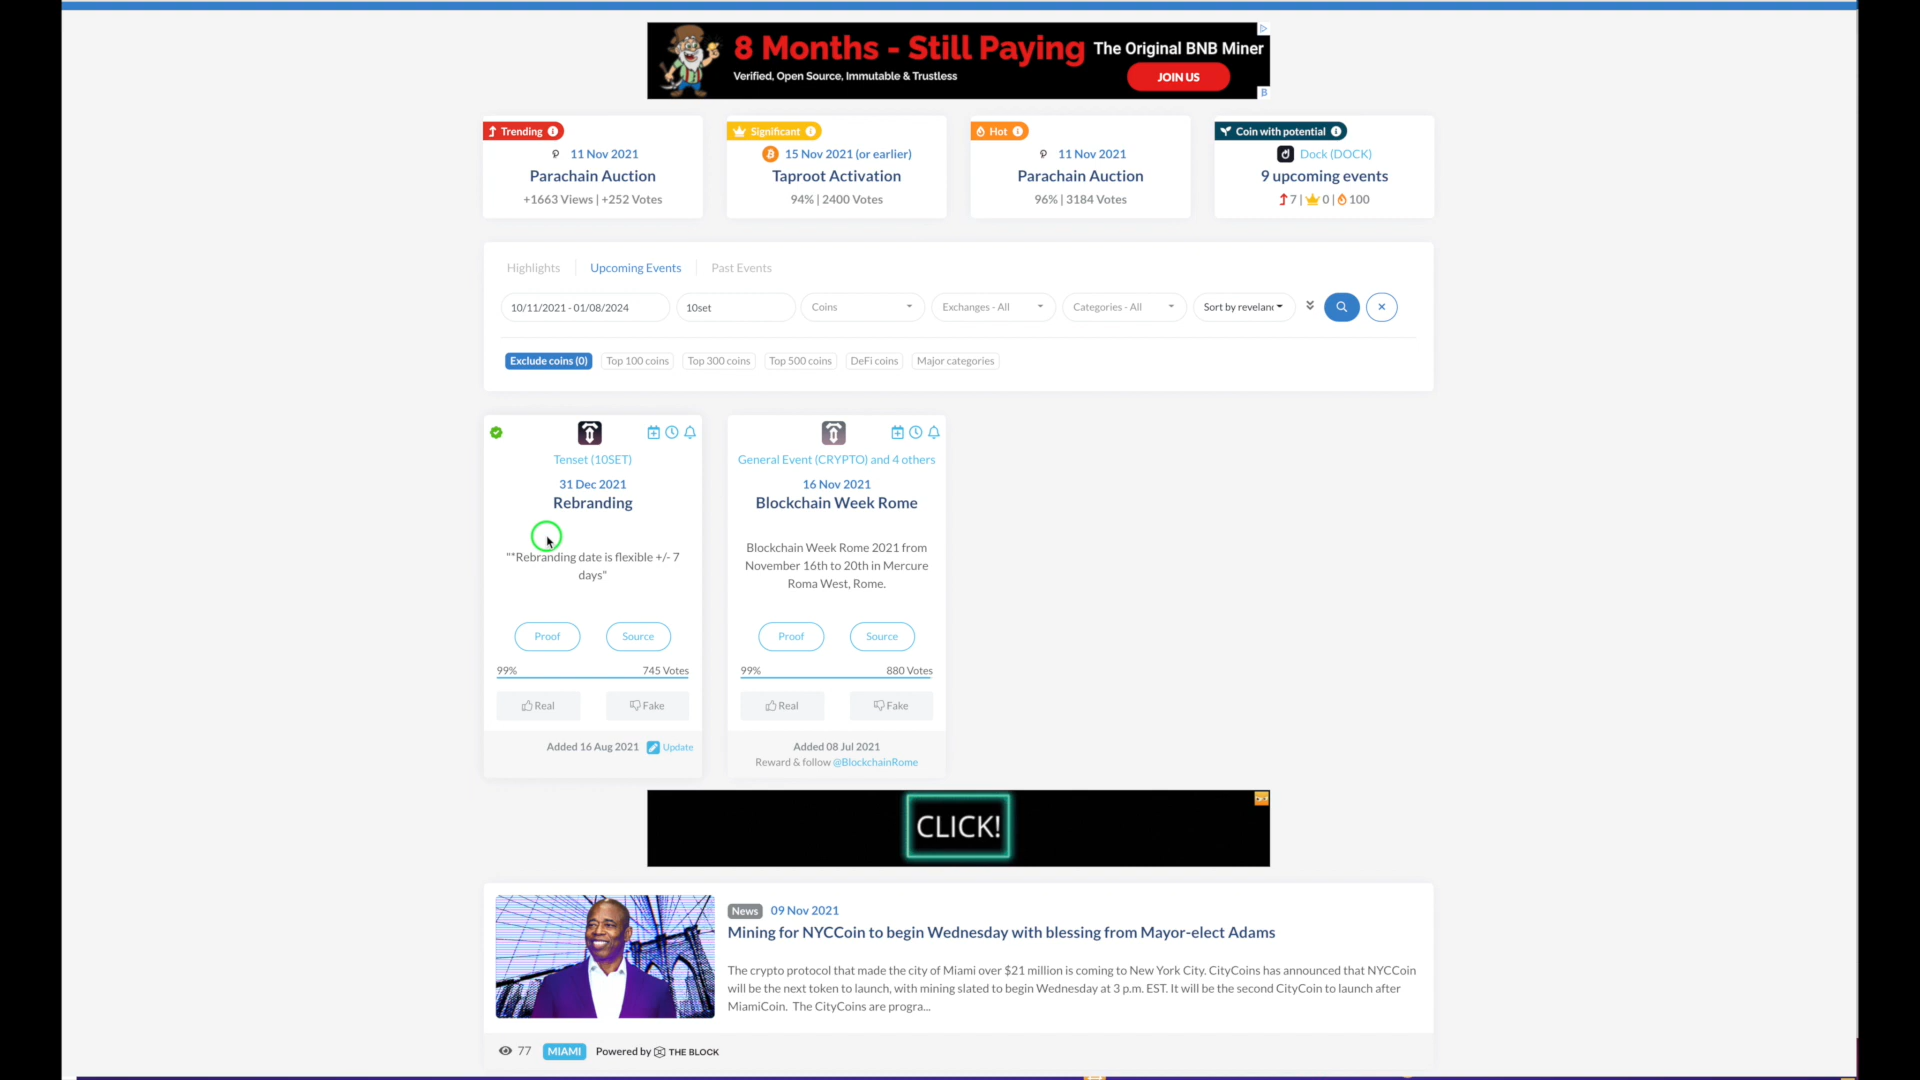 8 Months - Still Paying
Verified, Open Source, Immutable & Trustless
The Original BNB Miner
JOIN US
Trending
11 Nov 2021
Parachain Auction
+1663 Views | +252 Votes
Significant
15 Nov 2021 (or earlier)
Taproot Activation
94% | 2400 Votes
Hot
11 Nov 2021
Parachain Auction
96% | 3184 Votes
Coin with potential
Dock (DOCK)
9 upcoming events
7 | 0 | 100
Highlights
Upcoming Events
Past Events
10/11/2021 - 01/08/2024
10set
Coins
Exchanges - All
Categories - All
Sort by revelanc
Exclude coins (0)
Top 100 coins
Top 300 coins
Top 500 coins
DeFi coins
Major categories
Tenset (10SET)
31 Dec 2021
Rebranding
"*Rebranding date is flexible +/- 7
days"
Proof
Source
99%
745 Votes
Real
Fake
Added 16 Aug 2021
Update
General Event (CRYPTO) and 4 others
16 Nov 2021
Blockchain Week Rome
Blockchain Week Rome 2021 from
November 16th to 20th in Mercure
Roma West, Rome.
Proof
Source
99%
880 Votes
Real
Fake
Added 08 Jul 2021
Reward & follow @BlockchainRome
CLICK!
News
09 Nov 2021
Mining for NYCCoin to begin Wednesday with blessing from Mayor-elect Adams
The crypto protocol that made the city of Miami over $21 million is coming to New York City. CityCoins has announced that NYCCoin
will be the next token to launch, with mining slated to begin Wednesday at 3 p.m. EST. It will be the second CityCoin to launch after
MiamiCoin.  The CityCoins are progra...
77
MIAMI
Powered by THE BLOCK